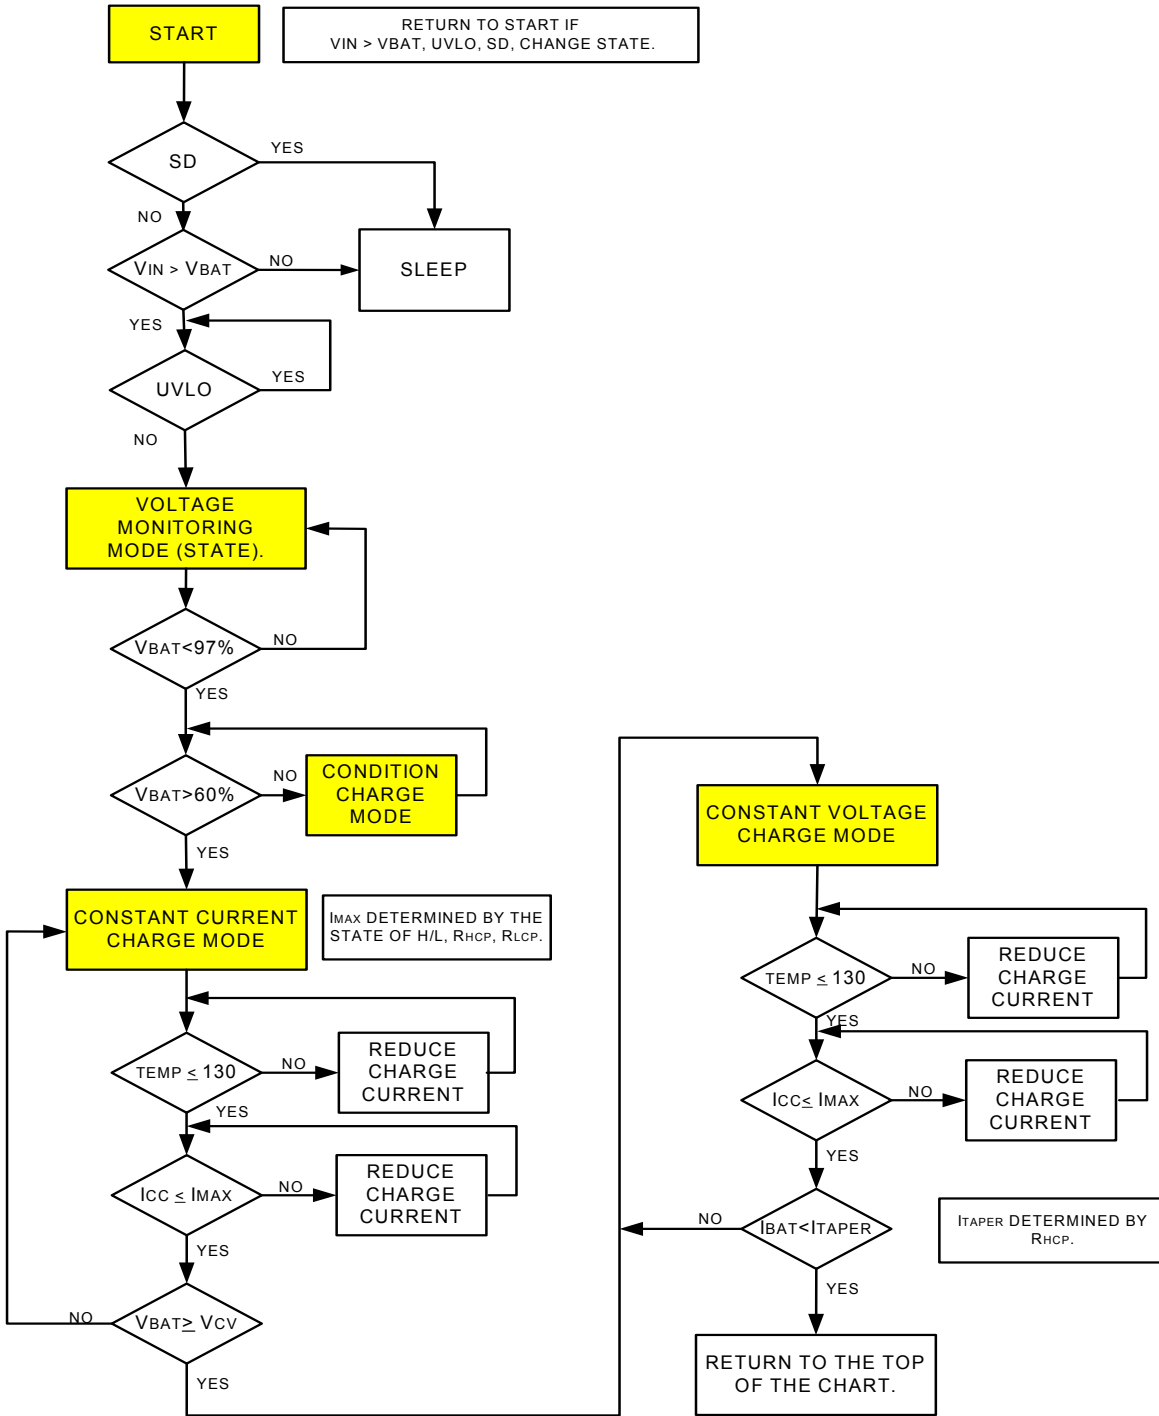 START
RETURN TO START IF
VIN > VBAT, UVLO, SD, CHANGE STATE.
SD
YES
NO
VIN > VBAT
NO
SLEEP
YES
UVLO
YES
NO
VOLTAGE
MONITORING
MODE (STATE).
VBAT<97%
NO
YES
VBAT>60%
NO
CONDITION
CHARGE
MODE
YES
CONSTANT CURRENT
CHARGE MODE
IMAX DETERMINED BY THE
STATE OF H/L, RHCP, RLCP.
TEMP ≤ 130
NO
REDUCE
CHARGE
CURRENT
YES
ICC ≤ IMAX
NO
REDUCE
CHARGE
CURRENT
YES
VBAT≥ VCV
NO
YES
CONSTANT VOLTAGE
CHARGE MODE
TEMP ≤ 130
NO
REDUCE
CHARGE
CURRENT
YES
ICC≤ IMAX
NO
REDUCE
CHARGE
CURRENT
YES
IBAT<ITAPER
NO
ITAPER DETERMINED BY
RHCP.
YES
RETURN TO THE TOP
OF THE CHART.